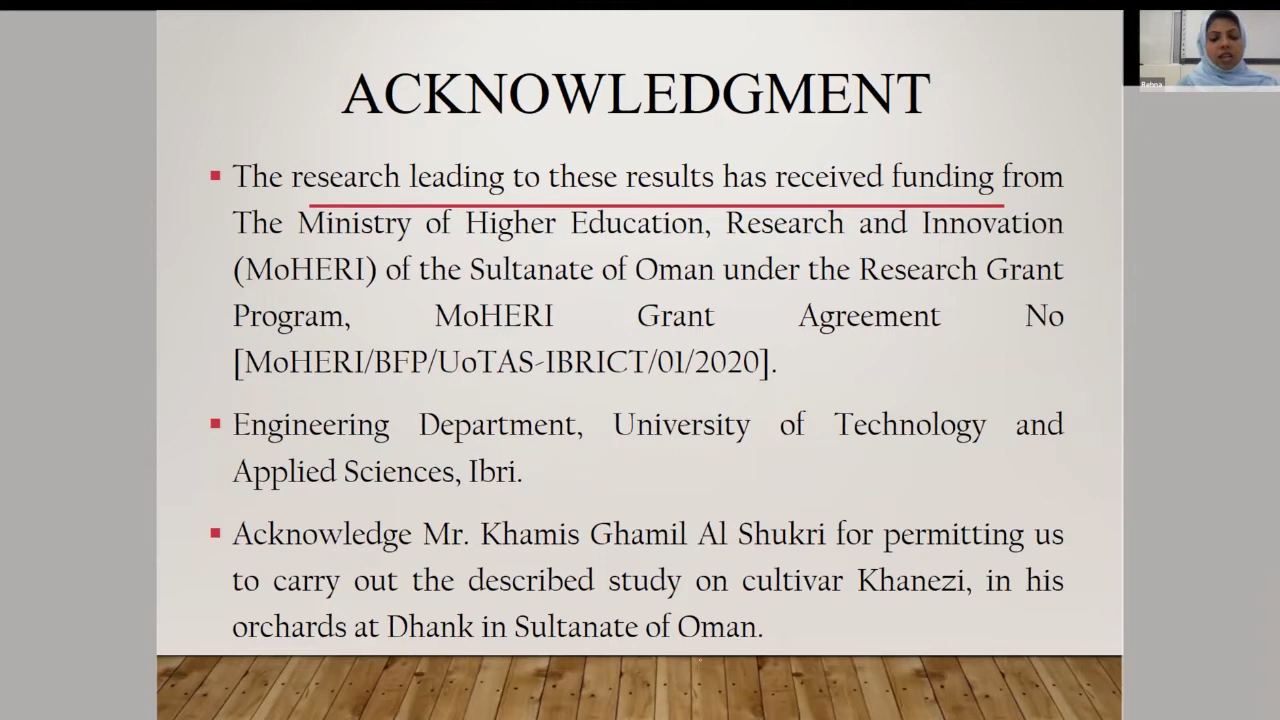 ACKNOWLEDGMENT
The research leading to these results has received funding from
The Ministry of Higher Education, Research and Innovation
(MoHERI) of the Sultanate of Oman under the Research Grant
Program, MoHERI Grant Agreement No
[MoHERI/BFP/UoTAS-IBRICT/01/2020].
Engineering Department, University of Technology and
Applied Sciences, Ibri.
Acknowledge Mr. Khamis Ghamil Al Shukri for permitting us
to carry out the described study on cultivar Khanezi, in his
orchards at Dhank in Sultanate of Oman.
Rahna